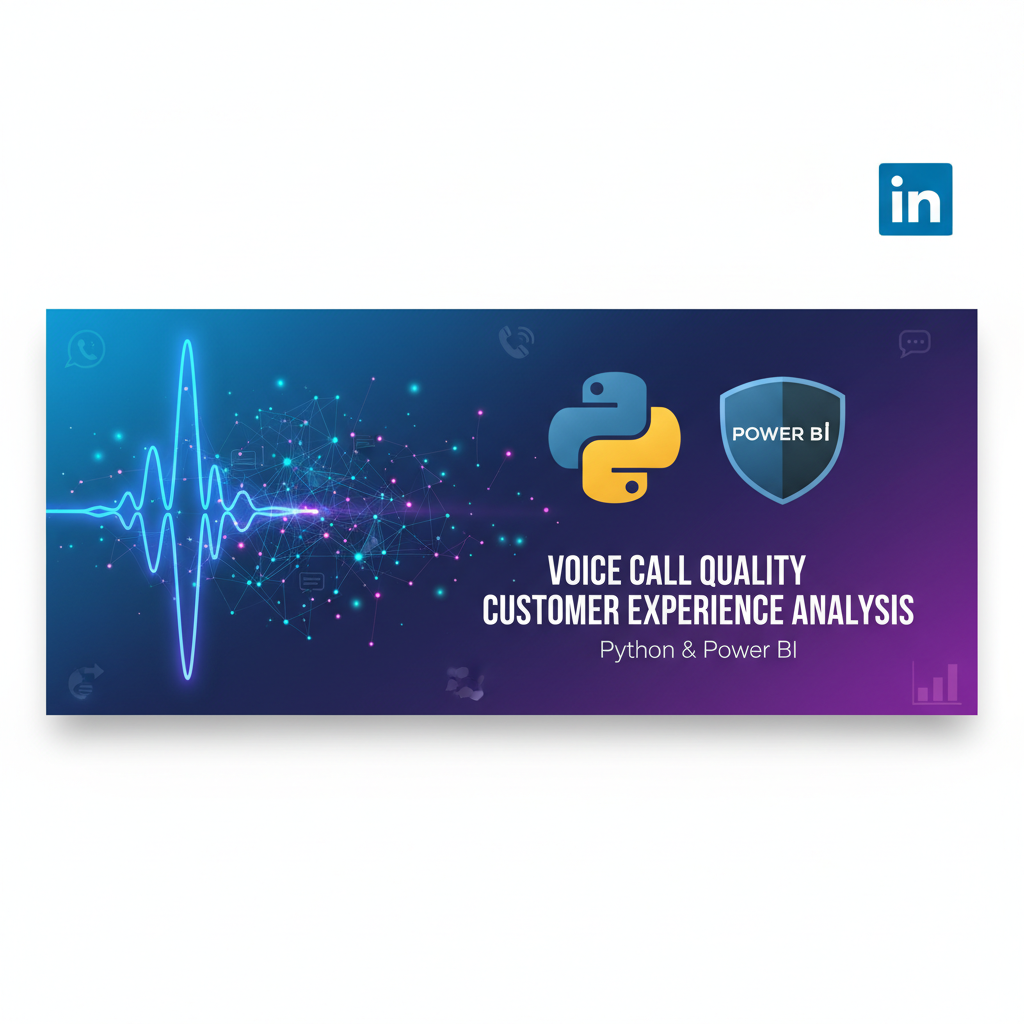 in
POWER BI
VOICE CALL QUALITY
CUSTOMER EXPERIENCE ANALYSIS
Python & Power BI